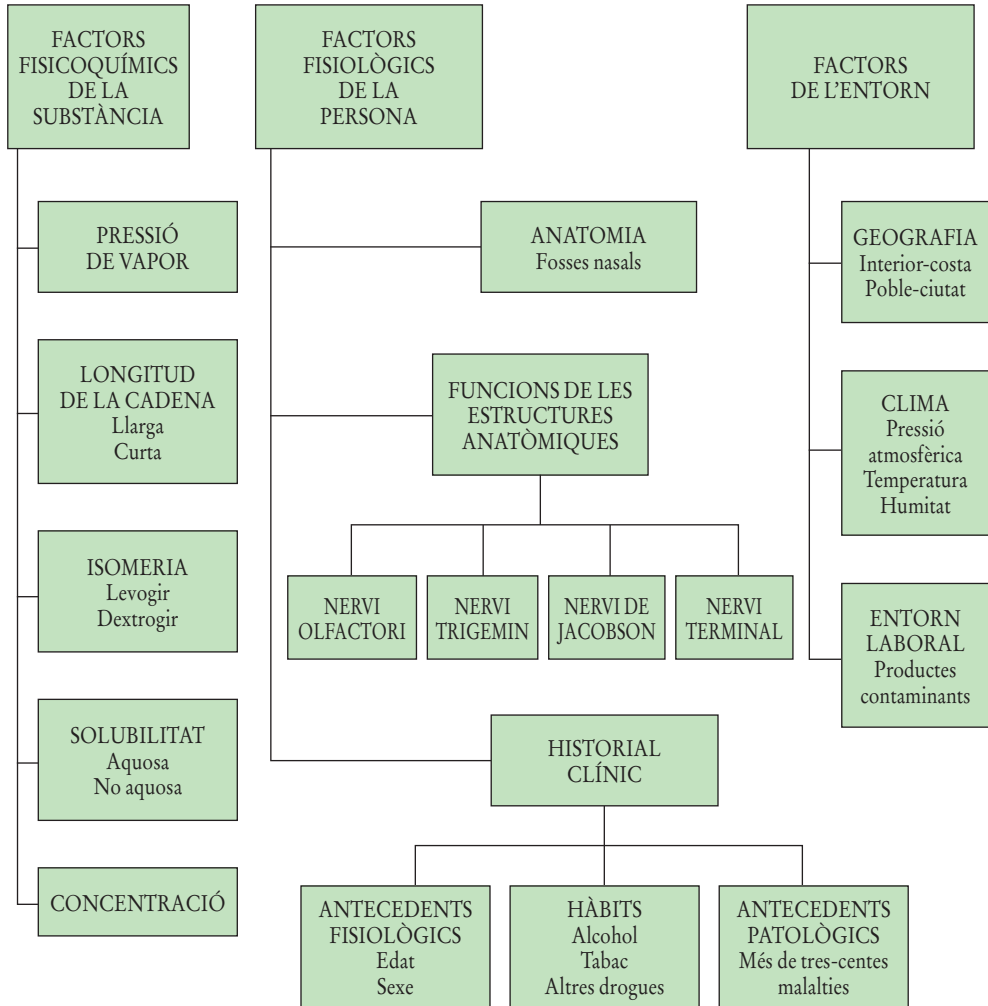 FACTORS
FISICOQUÍMICS
DE LA
SUBSTÀNCIA
PRESSIÓ
DE VAPOR
LONGITUD
DE LA CADENA
Llarga
Curta
ISOMERIA
Levogir
Dextrogir
SOLUBILITAT
Aquosa
No aquosa
CONCENTRACIÓ
FACTORS
FISIOLÒGICS
DE LA
PERSONA
ANATOMIA
Fosses nasals
FUNCIONS DE LES
ESTRUCTURES
ANATÒMIQUES
NERVI
OLFACTORI
NERVI
TRIGEMIN
NERVI DE
JACOBSON
NERVI
TERMINAL
HISTORIAL
CLÍNIC
ANTECEDENTS
FISIOLÒGICS
Edat
Sexe
HÀBITS
Alcohol
Tabac
Altres drogues
ANTECEDENTS
PATOLÒGICS
Més de tres-centes
malalties
FACTORS
DE L’ENTORN
GEOGRAFIA
Interior-costa
Poble-ciutat
CLIMA
Pressió
atmosfèrica
Temperatura
Humitat
ENTORN
LABORAL
Productes
contaminants